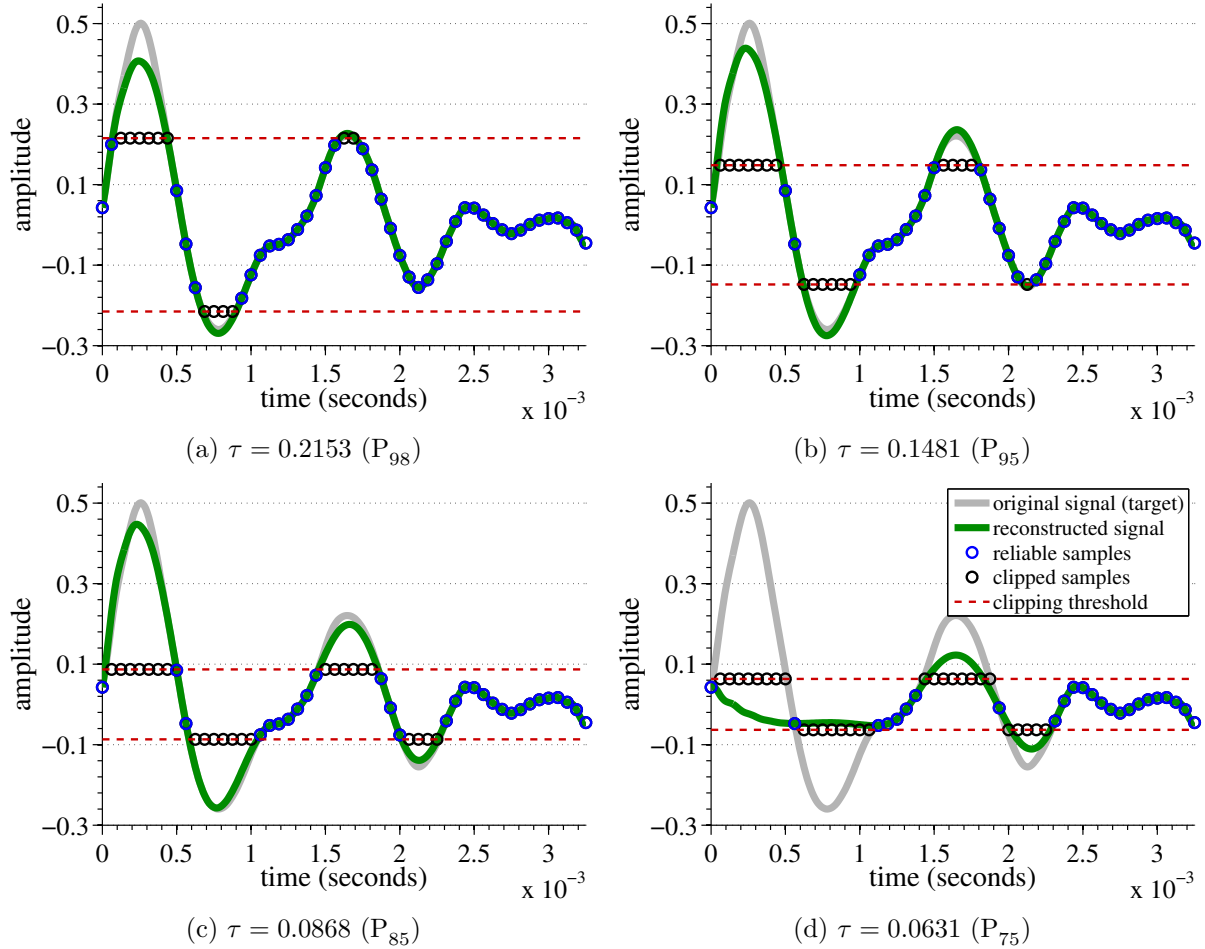 0.5
0.3
0.1
−0.1
−0.3
amplitude
0 0.5 1 1.5 2 2.5 3
time (seconds)
x 10−3
(a) τ = 0.2153 (P98)
0.5
0.3
0.1
−0.1
−0.3
amplitude
0 0.5 1 1.5 2 2.5 3
time (seconds)
x 10−3
(b) τ = 0.1481 (P95)
0.5
0.3
0.1
−0.1
−0.3
amplitude
0 0.5 1 1.5 2 2.5 3
time (seconds)
x 10−3
(c) τ = 0.0868 (P85)
0.5
0.3
0.1
−0.1
−0.3
amplitude
original signal (target)
reconstructed signal
reliable samples
clipped samples
clipping threshold
0 0.5 1 1.5 2 2.5 3
time (seconds)
x 10−3
(d) τ = 0.0631 (P75)